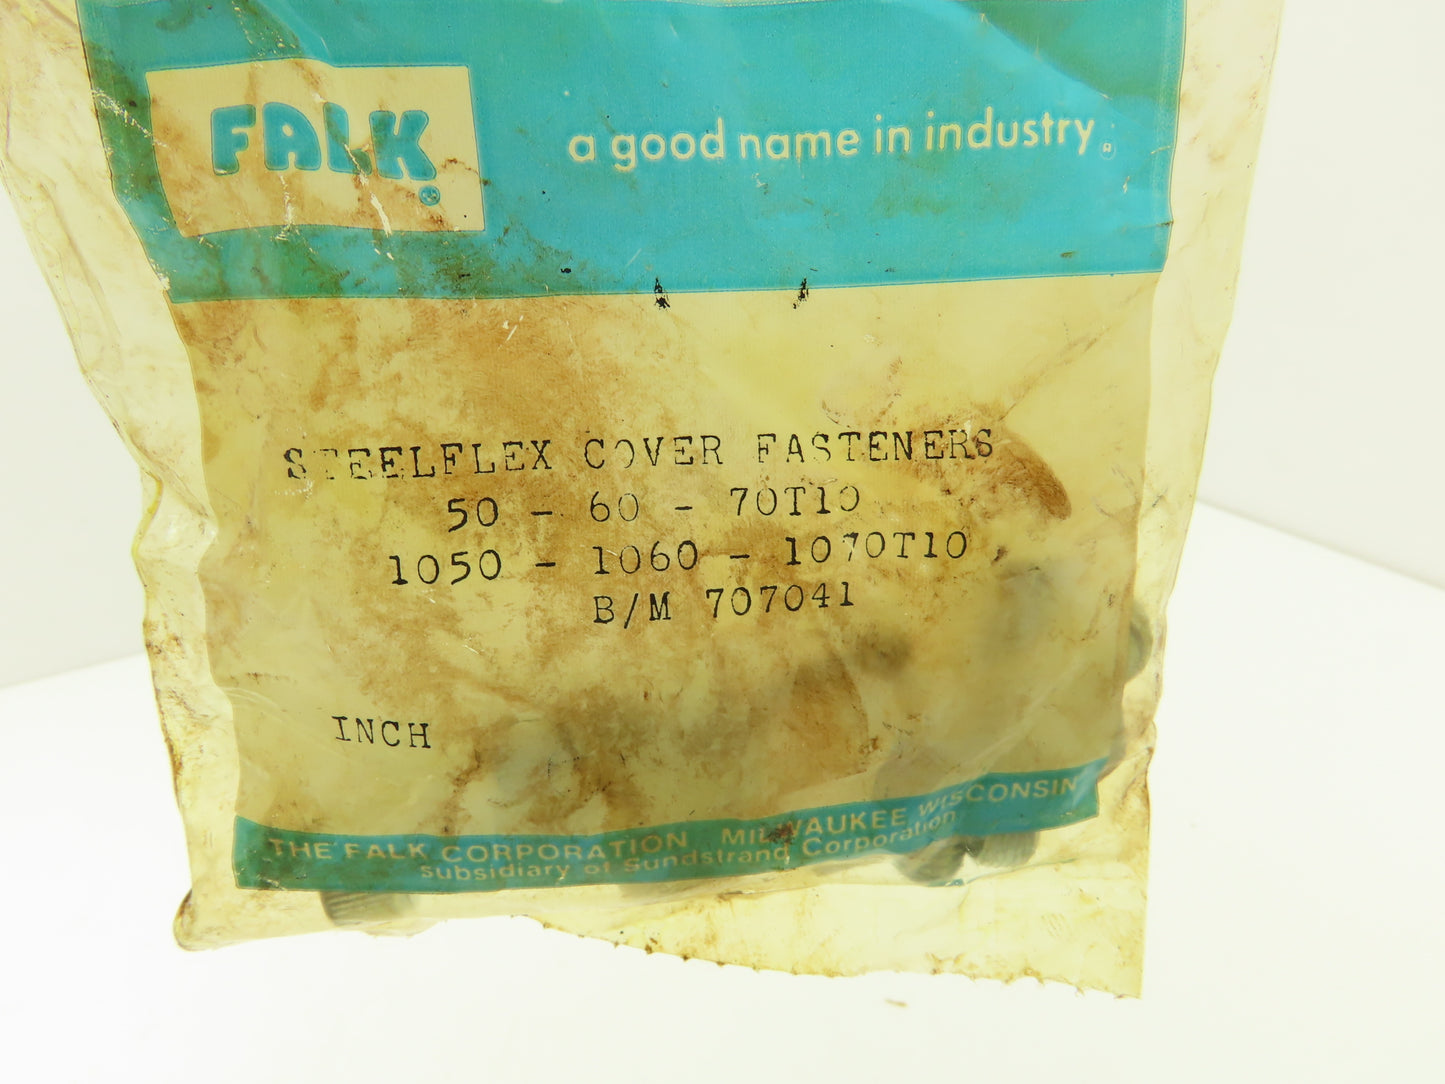 FALK®
a good name in industry®
STEELFLEX COVER FASTENERS
50 - 60 - 70T10
1050 - 1060 - 1070T10
B/M 707041
INCH
THE FALK CORPORATION MILWAUKEE WISCONSIN
subsidiary of Sundstrand Corporation